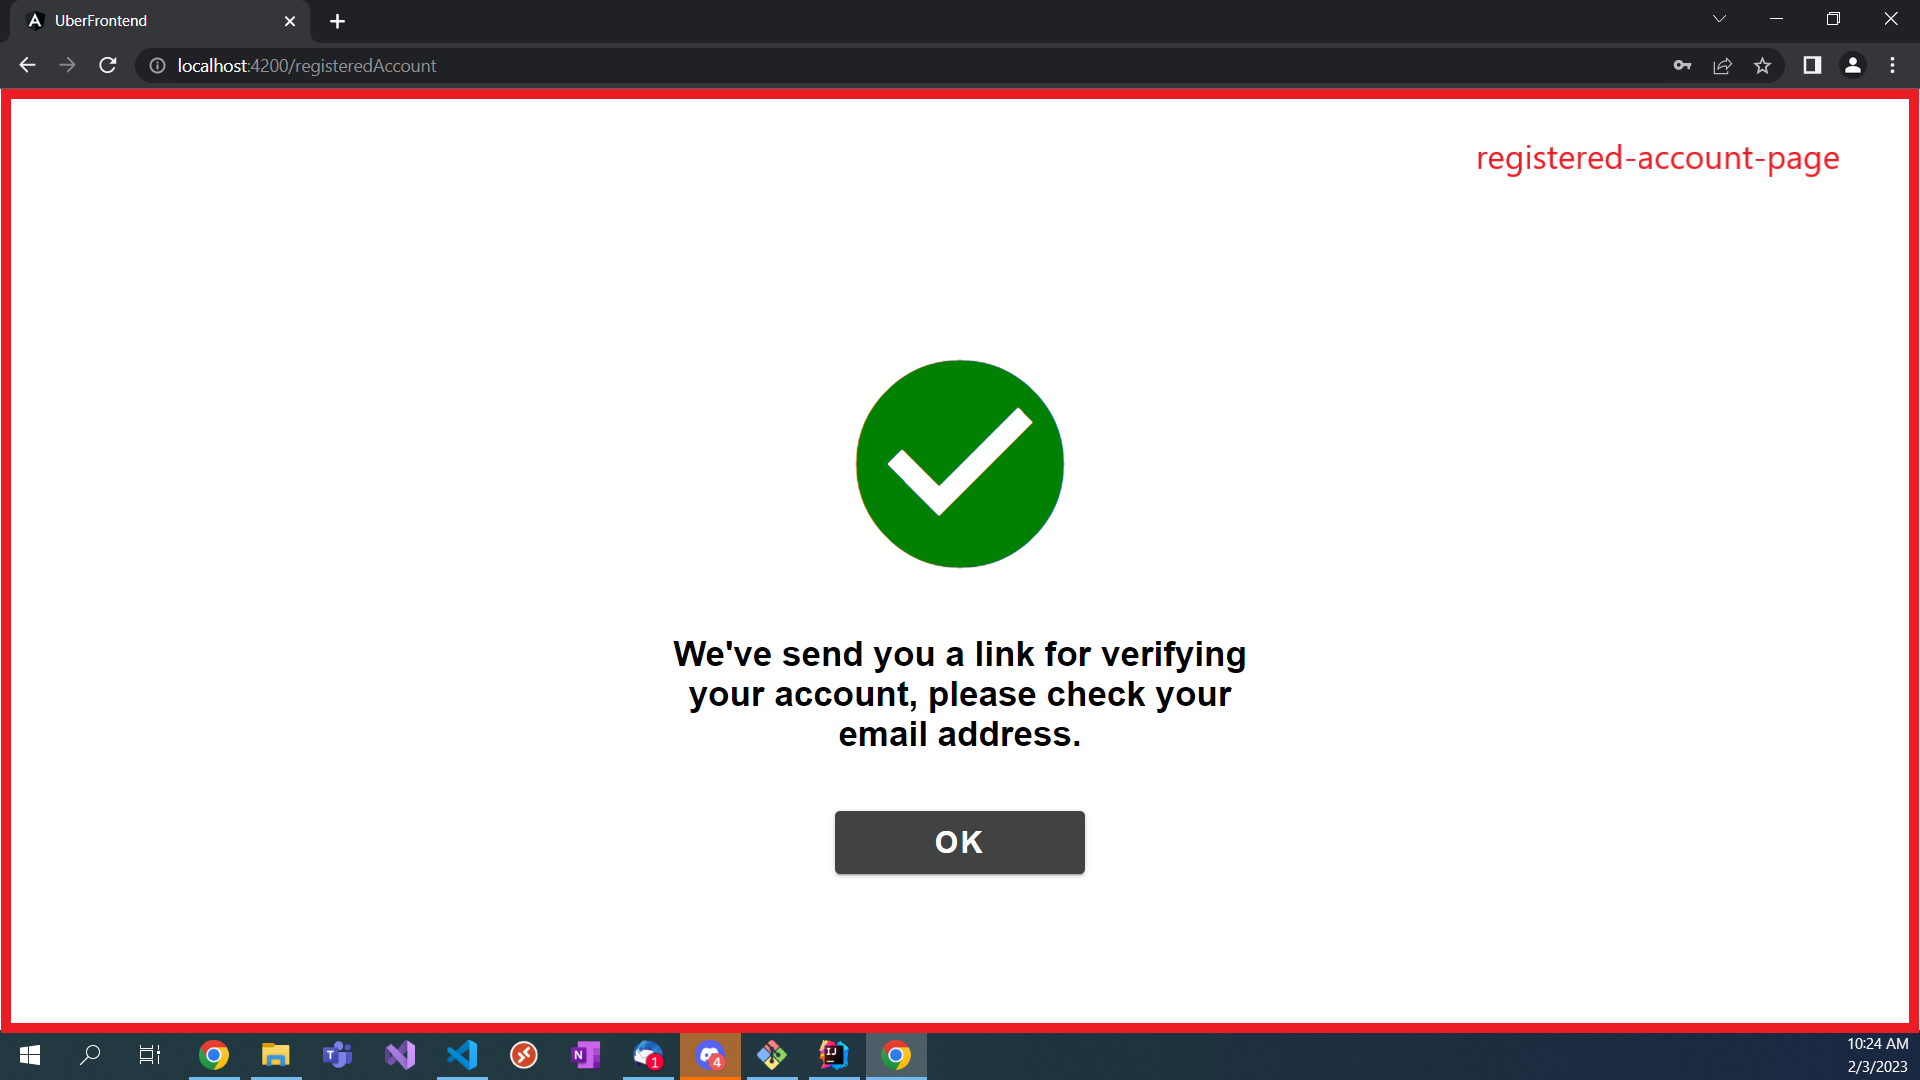 UberFrontend
localhost:4200/registeredAccount
registered-account-page
We've send you a link for verifying
your account, please check your
email address.
OK
1
4
10:24 AM
2/3/2023